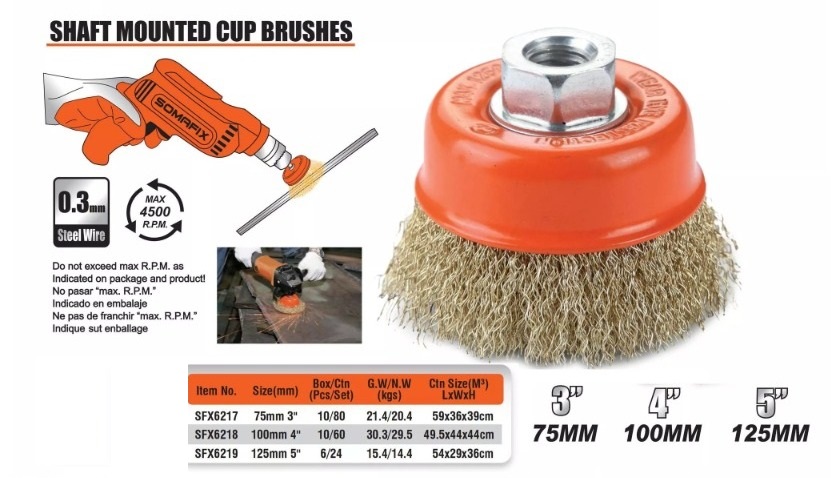 SHAFT MOUNTED CUP BRUSHES
SOMAFIX
0.3mm
Steel Wire
MAX
4500
R.P.M.
Do not exceed max R.P.M. as
Indicated on package and product!
No pasar “max. R.P.M.”
Indicado en embalaje
Ne pas de franchir “max. R.P.M.”
Indique sut enballage
Item No. Size(mm) Box/Ctn (Pcs/Set) G.W/N.W (kgs) Ctn Size(M³) LxWxH
SFX6217 75mm 3" 10/80 21.4/20.4 59x36x39cm
SFX6218 100mm 4" 10/60 30.3/29.5 49.5x44x44cm
SFX6219 125mm 5" 6/24 15.4/14.4 54x29x36cm
3” 4” 5”
75MM 100MM 125MM